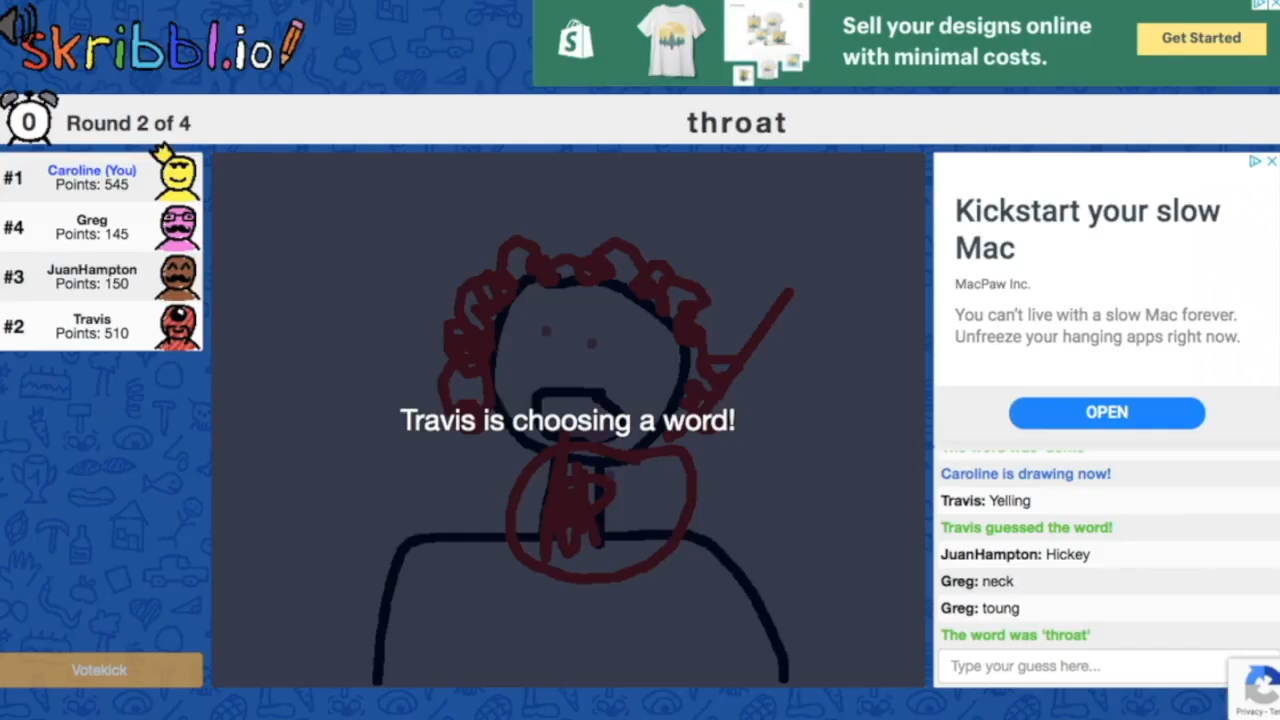 skribbl.io
Sell your designs online
with minimal costs.
Get Started
0
Round 2 of 4
throat
#1
Caroline (You)
Points: 545
#4
Greg
Points: 145
#3
JuanHampton
Points: 150
#2
Travis
Points: 510
Travis is choosing a word!
Votekick
Kickstart your slow
Mac
MacPaw Inc.
You can't live with a slow Mac forever.
Unfreeze your hanging apps right now.
OPEN
Caroline is drawing now!
Travis: Yelling
Travis guessed the word!
JuanHampton: Hickey
Greg: neck
Greg: toung
The word was 'throat'
Type your guess here...
Privacy